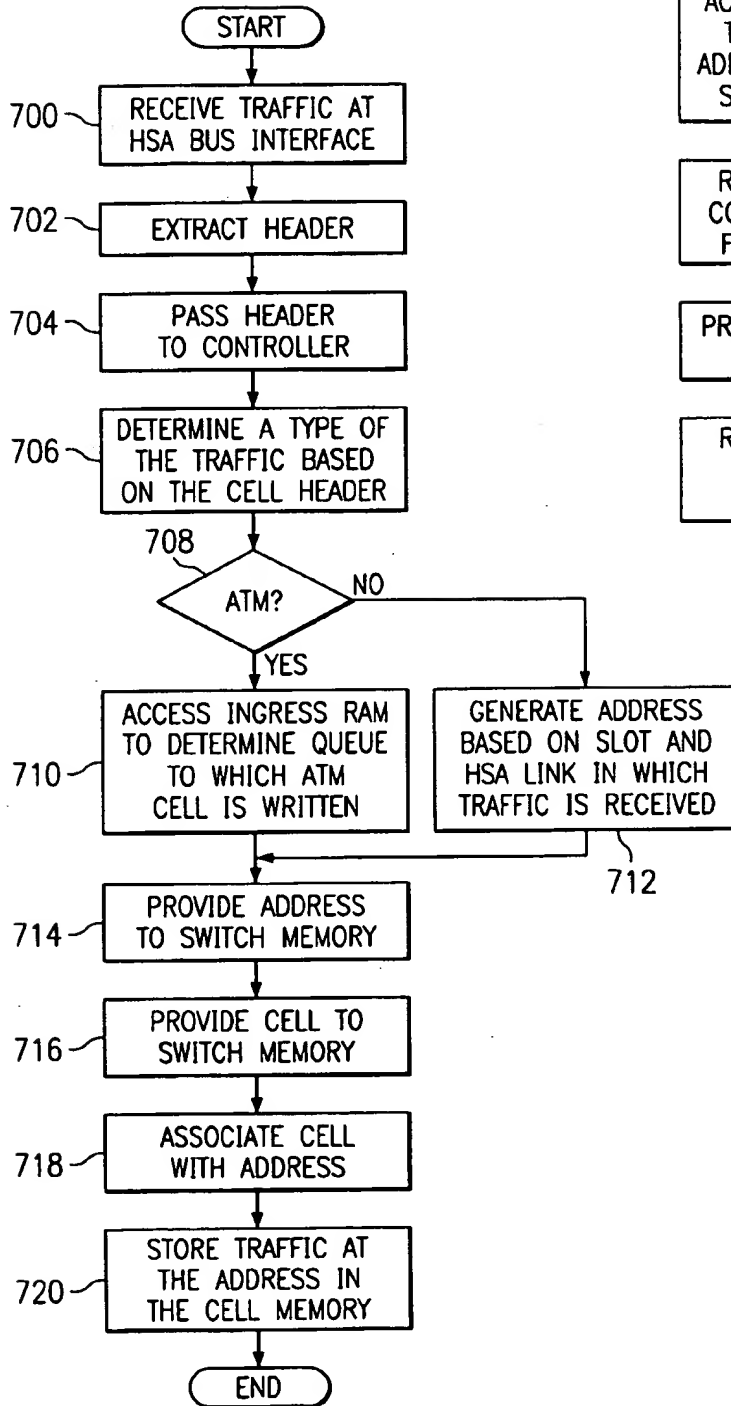 START
700
RECEIVE TRAFFIC AT
HSA BUS INTERFACE
702
EXTRACT HEADER
704
PASS HEADER
TO CONTROLLER
706
DETERMINE A TYPE OF
THE TRAFFIC BASED
ON THE CELL HEADER
708
ATM?
NO
YES
710
ACCESS INGRESS RAM
TO DETERMINE QUEUE
TO WHICH ATM
CELL IS WRITTEN
GENERATE ADDRESS
BASED ON SLOT AND
HSA LINK IN WHICH
TRAFFIC IS RECEIVED
712
714
PROVIDE ADDRESS
TO SWITCH MEMORY
716
PROVIDE CELL TO
SWITCH MEMORY
718
ASSOCIATE CELL
WITH ADDRESS
720
STORE TRAFFIC AT
THE ADDRESS IN
THE CELL MEMORY
END